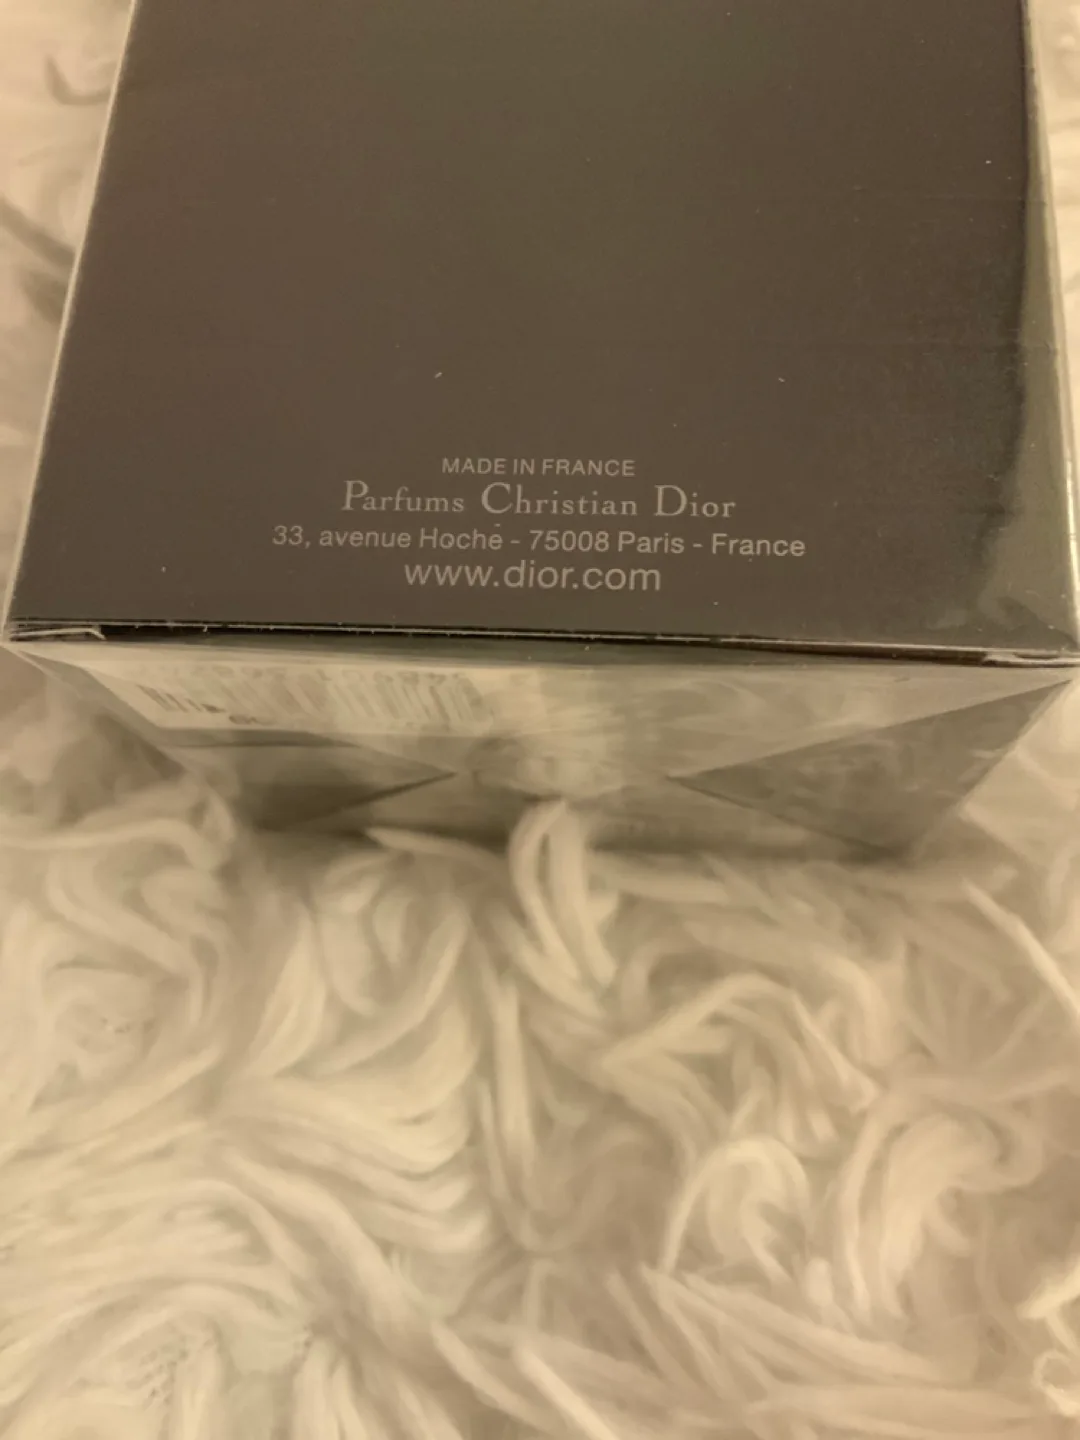 MADE IN FRANCE
Parfums Christian Dior
33, avenue Hoche - 75008 Paris - France
www.dior.com